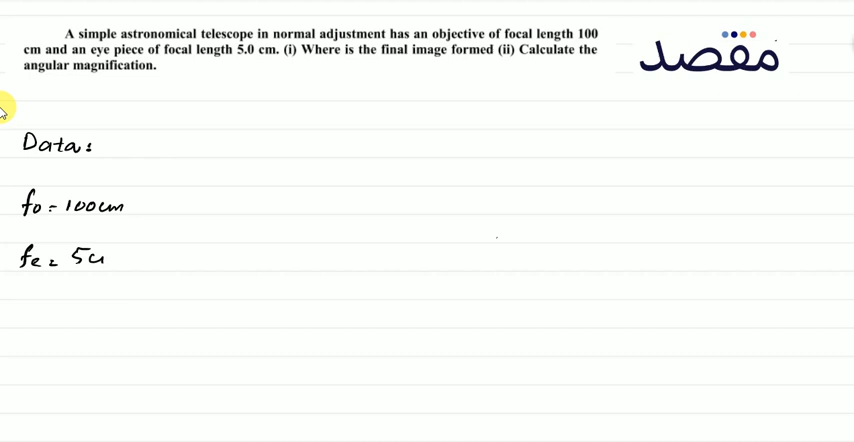 A simple astronomical telescope in normal adjustment has an objective of focal length 100
cm and an eye piece of focal length 5.0 cm. (i) Where is the final image formed (ii) Calculate the
angular magnification.
مقصد
Data:
fo = 100cm
fe = 5c